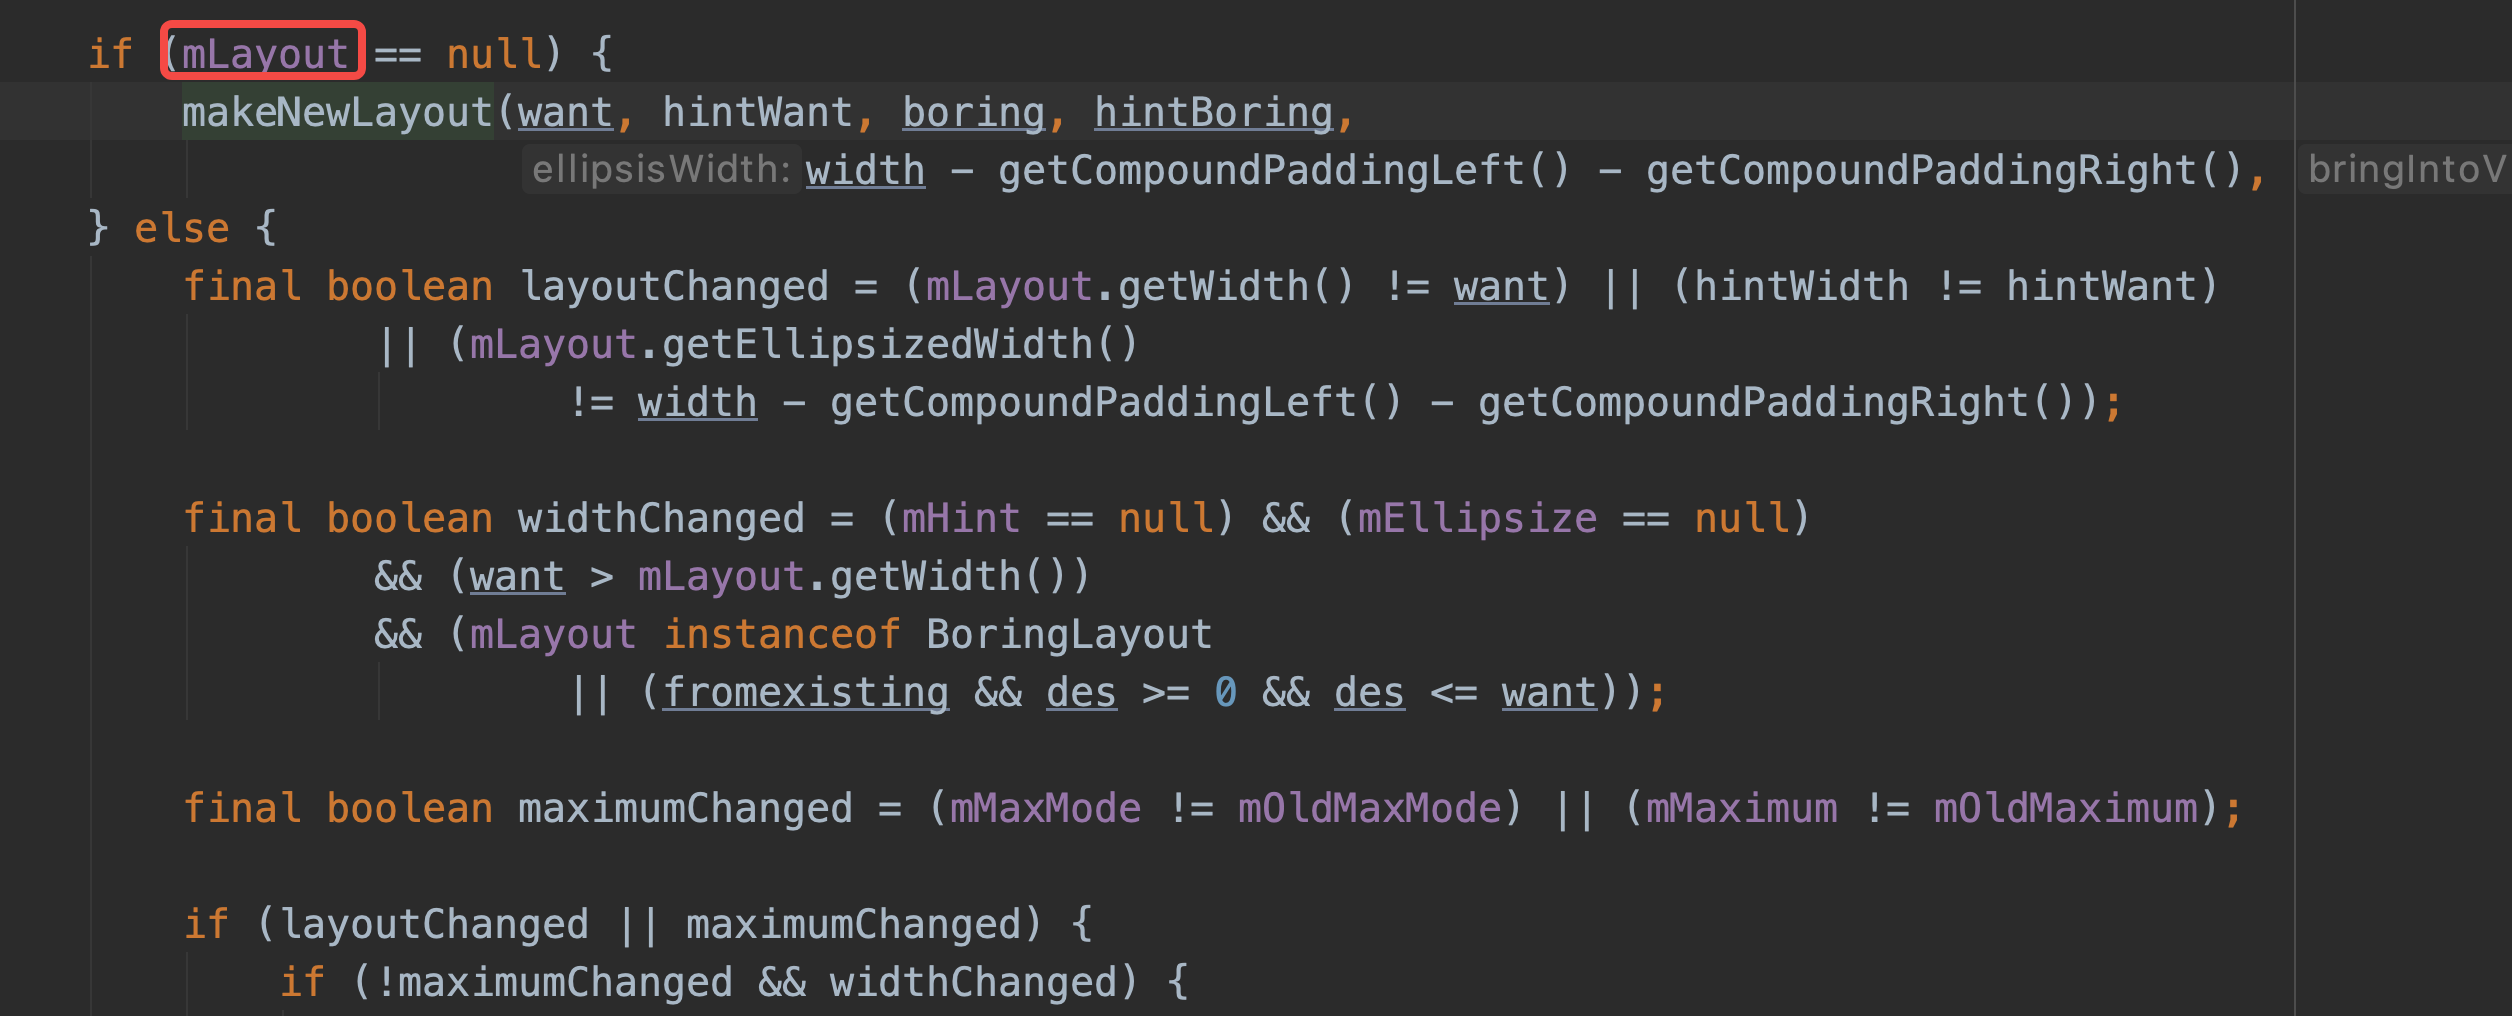 if (mLayout == null) {
makeNewLayout(want, hintWant, boring, hintBoring,
ellipsisWidth: width - getCompoundPaddingLeft() - getCompoundPaddingRight(), bringIntoV
} else {
final boolean layoutChanged = (mLayout.getWidth() != want) || (hintWidth != hintWant)
|| (mLayout.getEllipsizedWidth()
!= width - getCompoundPaddingLeft() - getCompoundPaddingRight());
final boolean widthChanged = (mHint == null) && (mEllipsize == null)
&& (want > mLayout.getWidth())
&& (mLayout instanceof BoringLayout
|| (fromexisting && des >= 0 && des <= want));
final boolean maximumChanged = (mMaxMode != mOldMaxMode) || (mMaximum != mOldMaximum);
if (layoutChanged || maximumChanged) {
if (!maximumChanged && widthChanged) {